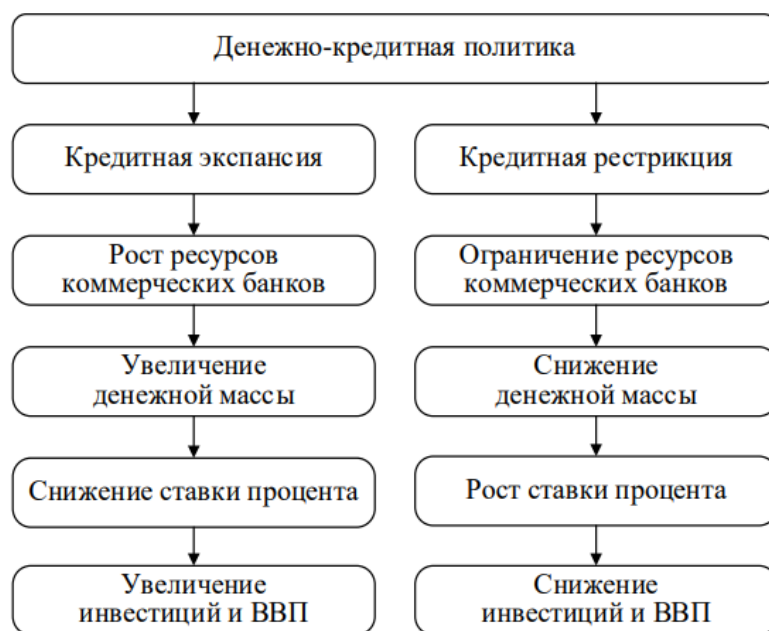 Денежно-кредитная политика
Кредитная экспансия
Кредитная рестрикция
Рост ресурсов
коммерческих банков
Ограничение ресурсов
коммерческих банков
Увеличение
денежной массы
Снижение
денежной массы
Снижение ставки процента
Рост ставки процента
Увеличение
инвестиций и ВВП
Снижение
инвестиций и ВВП